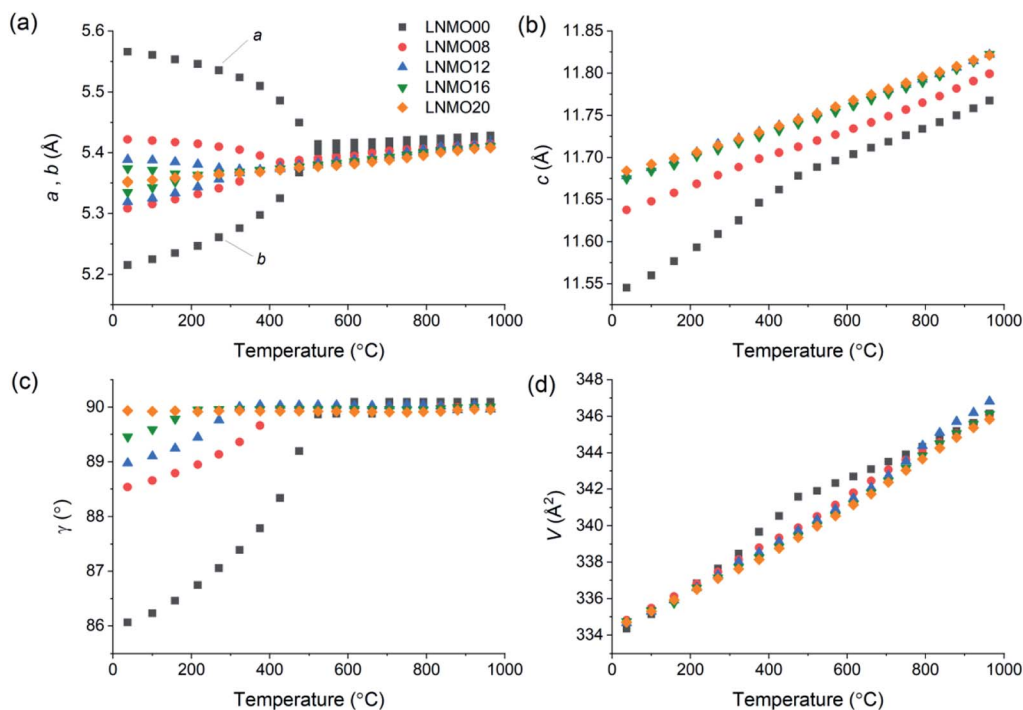 (a)
5.6
5.5
5.4
5.3
5.2
a , b (Å)
a
b
LNMO00
LNMO08
LNMO12
LNMO16
LNMO20
0 200 400 600 800 1000
Temperature (°C)
(b)
11.85
11.80
11.75
11.70
11.65
11.60
11.55
c (Å)
0 200 400 600 800 1000
Temperature (°C)
(c)
90
89
88
87
86
γ (°)
0 200 400 600 800 1000
Temperature (°C)
(d)
348
346
344
342
340
338
336
334
V (Å²)
0 200 400 600 800 1000
Temperature (°C)